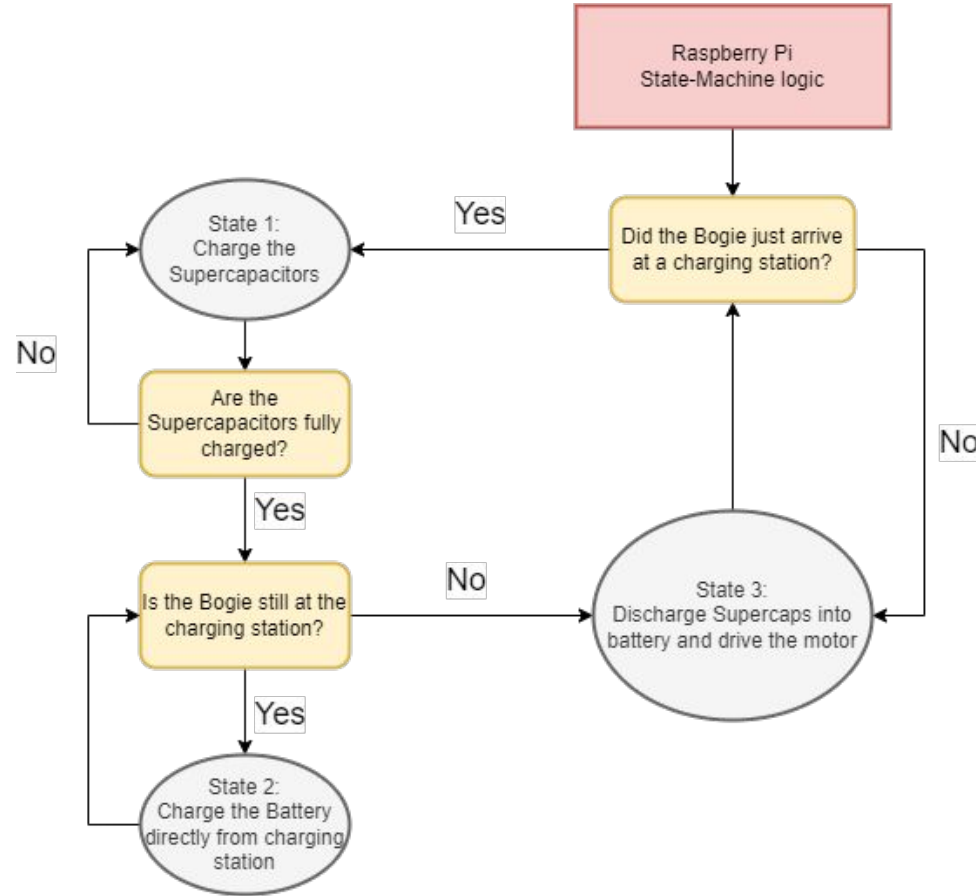 Raspberry Pi
State-Machine logic
Yes
State 1:
Charge the
Supercapacitors
Did the Bogie just arrive
at a charging station?
No
Are the
Supercapacitors fully
charged?
No
Yes
Is the Bogie still at the
charging station?
No
State 3:
Discharge Supercaps into
battery and drive the motor
Yes
State 2:
Charge the Battery
directly from charging
station